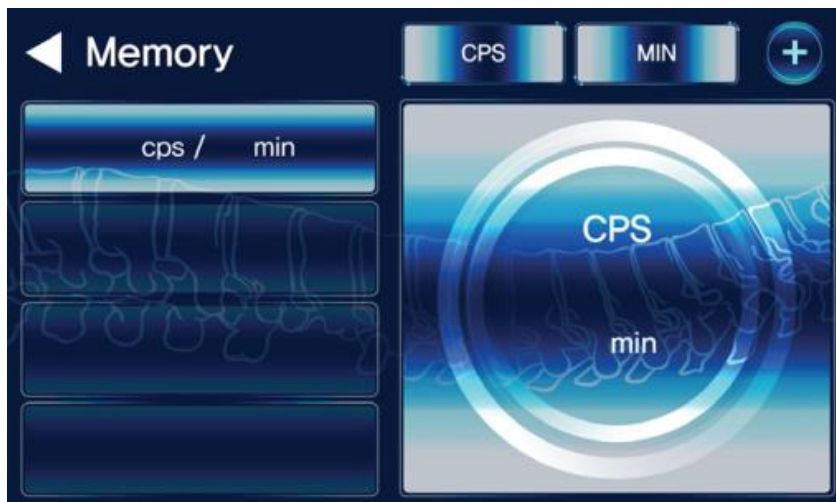 Memory
CPS MIN +
cps / min
CPS
min